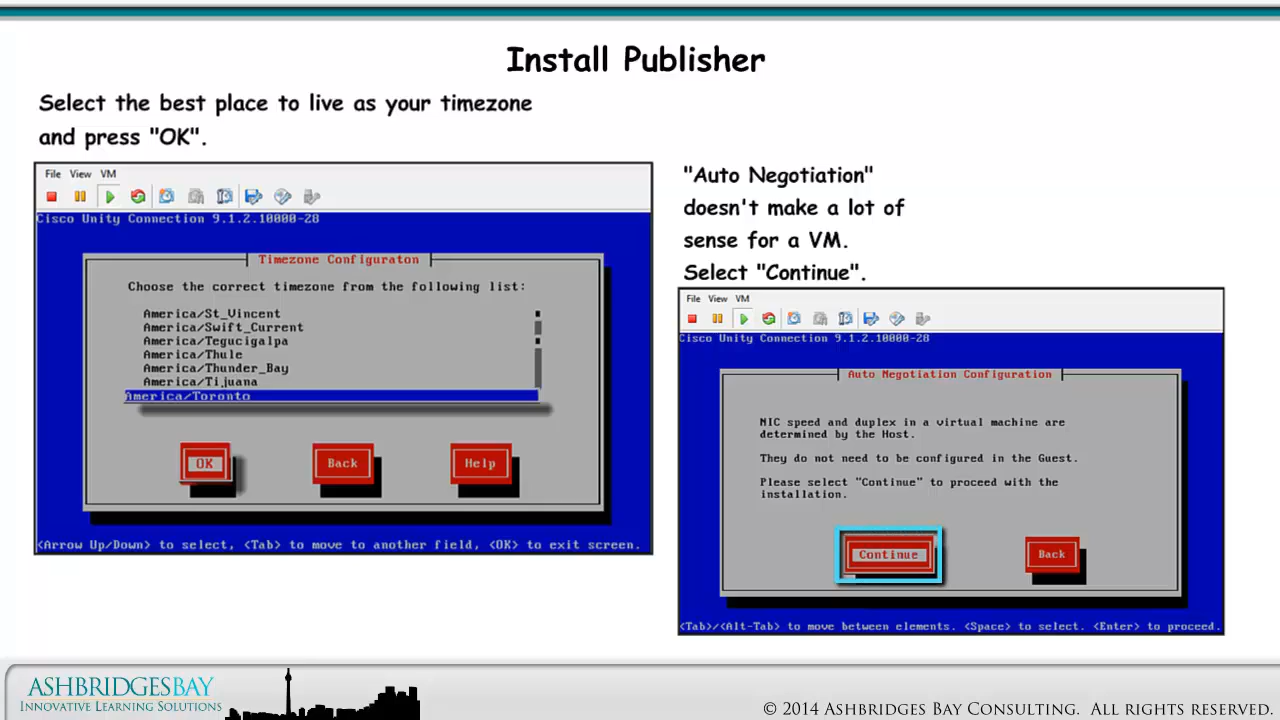 Install Publisher
Select the best place to live as your timezone
and press "OK".
File View VM
Cisco Unity Connection 9.1.2.10000-28
Timezone Configuraton
Choose the correct timezone from the following list:
America/St_Vincent
America/Swift_Current
America/Tegucigalpa
America/Thule
America/Thunder_Bay
America/Tijuana
America/Toronto
OK Back Help
<Arrow Up/Down> to select, <Tab> to move to another field, <OK> to exit screen.
"Auto Negotiation"
doesn't make a lot of
sense for a VM.
Select "Continue".
File View VM
Cisco Unity Connection 9.1.2.10000-28
Auto Negotiation Configuration
NIC speed and duplex in a virtual machine are
determined by the Host.
They do not need to be configured in the Guest.
Please select "Continue" to proceed with the
installation.
Continue Back
<Tab>/<Alt-Tab> to move between elements. <Space> to select. <Enter> to proceed.
ASHBRIDGESBAY
INNOVATIVE LEARNING SOLUTIONS
© 2014 ASHBRIDGES BAY CONSULTING. ALL RIGHTS RESERVED.